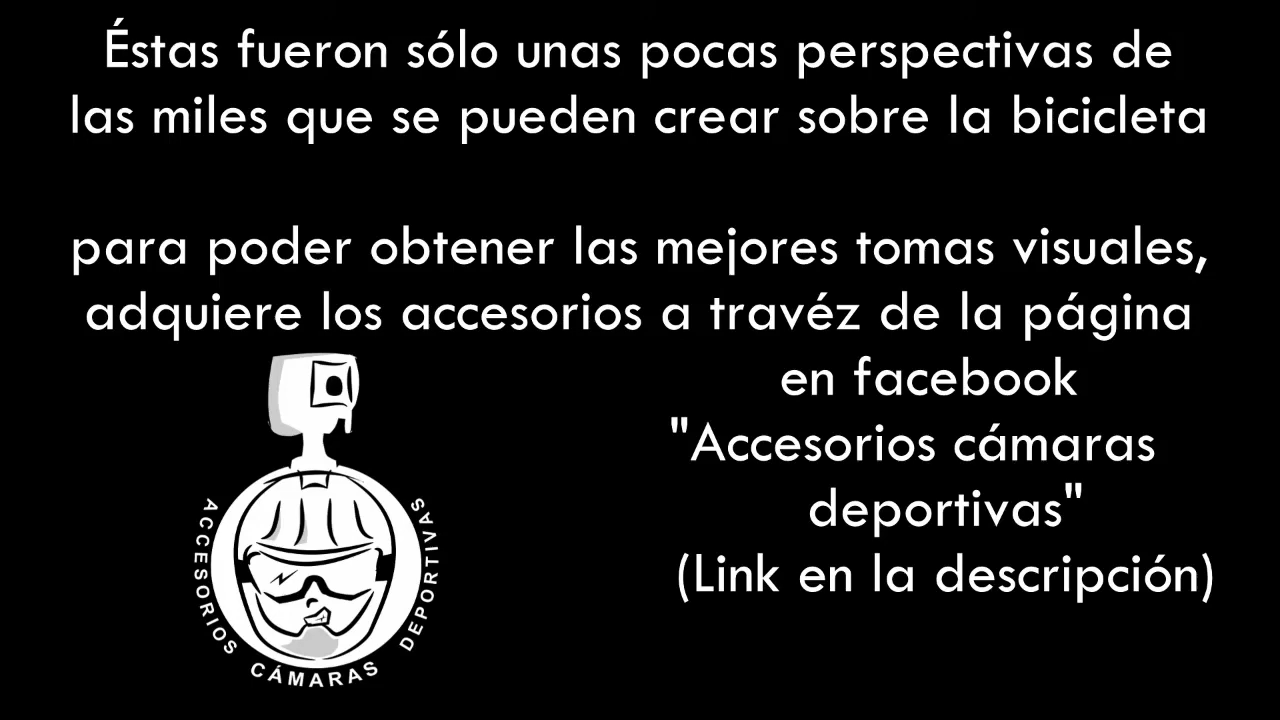 Éstas fueron sólo unas pocas perspectivas de
las miles que se pueden crear sobre la bicicleta
para poder obtener las mejores tomas visuales,
adquiere los accesorios a travéz de la página
en facebook
"Accesorios cámaras
deportivas"
(Link en la descripción)
ACCESORIOS CÁMARAS DEPORTIVAS